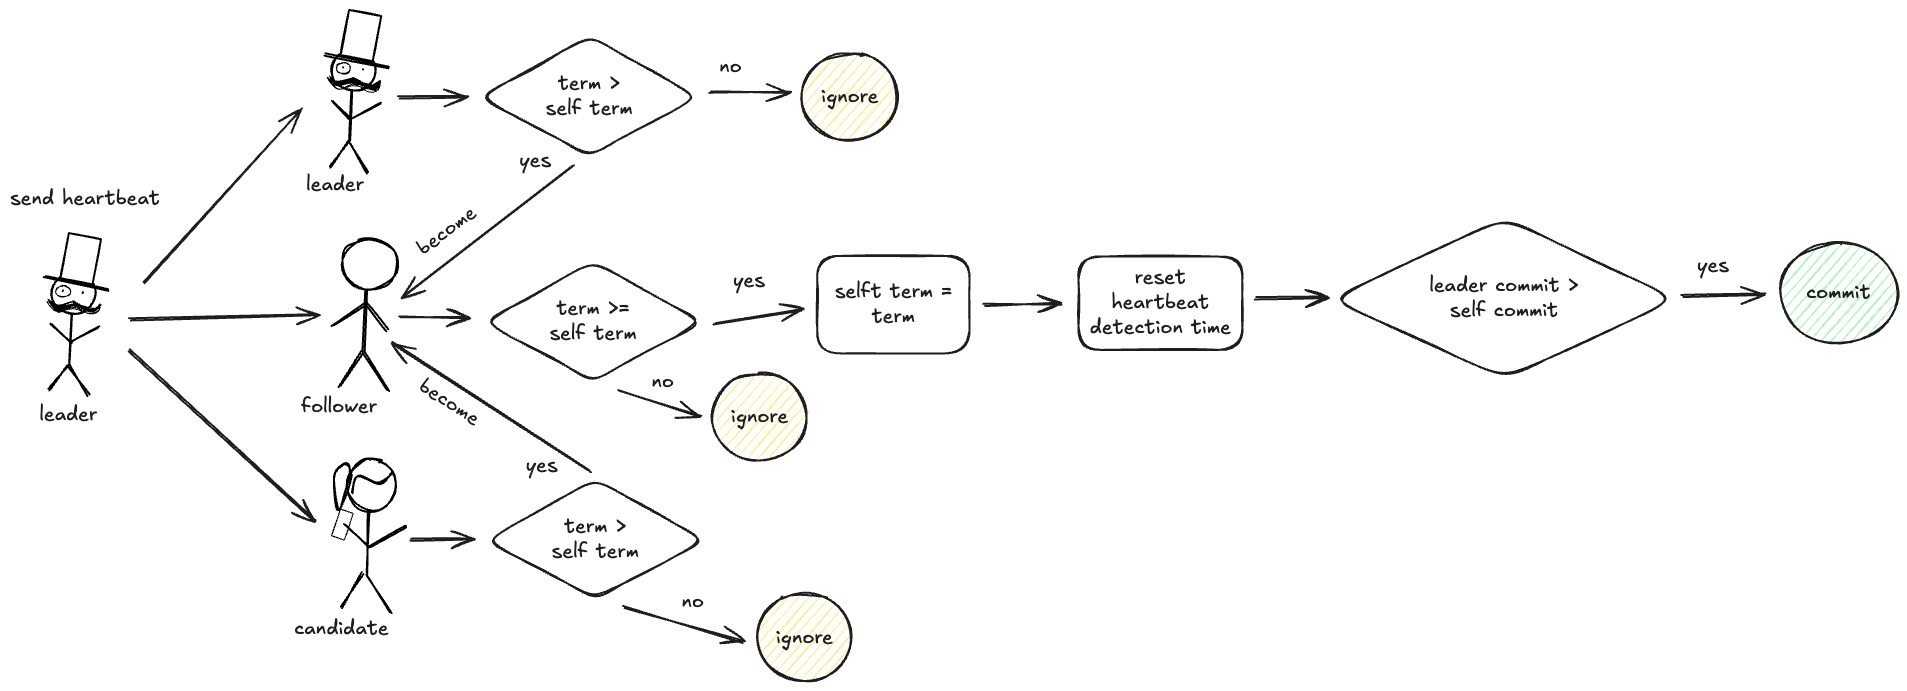 send heartbeat
leader
leader
term >
self term
no
ignore
yes
become
follower
term >=
self term
yes
selft term =
term
reset
heartbeat
detection time
leader commit >
self commit
yes
commit
no
ignore
become
yes
candidate
term >
self term
no
ignore